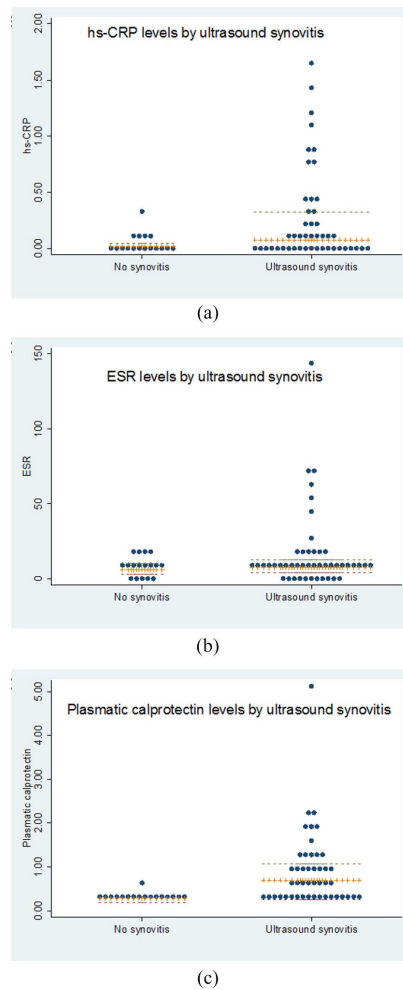 hs-CRP levels by ultrasound synovitis
2.00
1.50
1.00
0.50
0.00
hs-CRP
No synovitis
Ultrasound synovitis
(a)
ESR levels by ultrasound synovitis
150
100
50
0
ESR
No synovitis
Ultrasound synovitis
(b)
Plasmatic calprotectin levels by ultrasound synovitis
5.00
4.00
3.00
2.00
1.00
0.00
Plasmatic calprotectin
No synovitis
Ultrasound synovitis
(c)